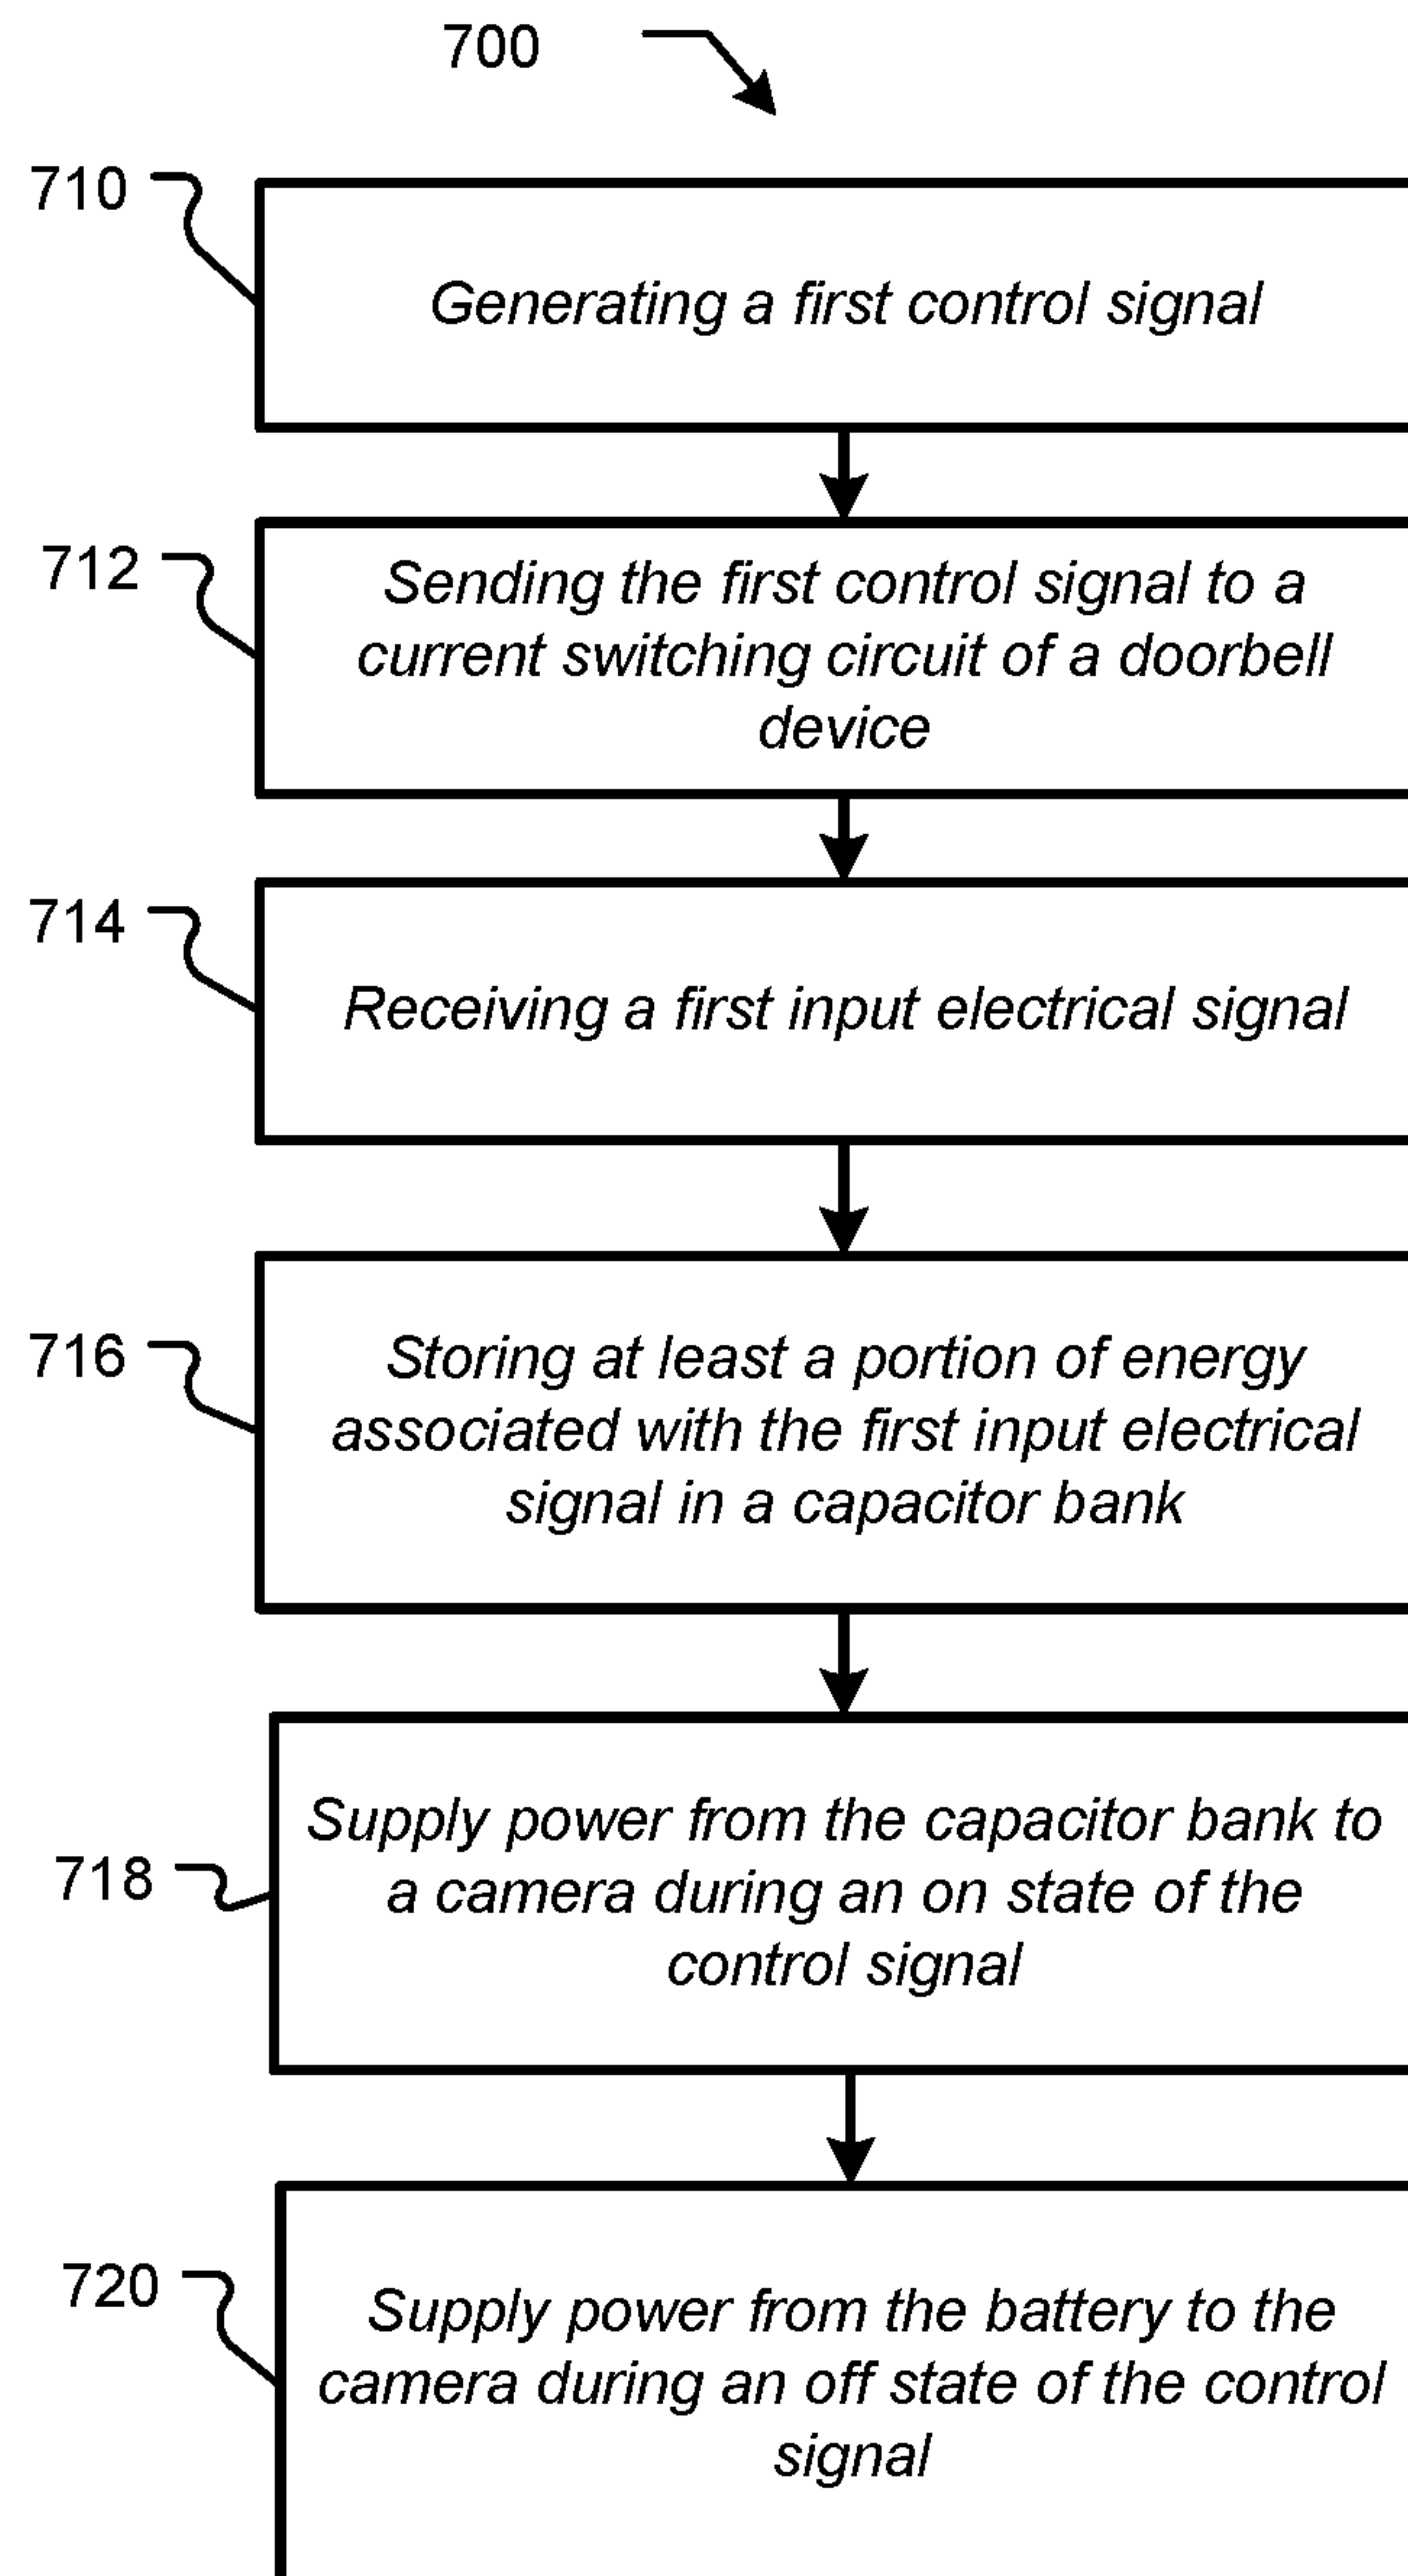 700
710
Generating a first control signal
712
Sending the first control signal to a
current switching circuit of a doorbell
device
714
Receiving a first input electrical signal
716
Storing at least a portion of energy
associated with the first input electrical
signal in a capacitor bank
718
Supply power from the capacitor bank to
a camera during an on state of the
control signal
720
Supply power from the battery to the
camera during an off state of the control
signal